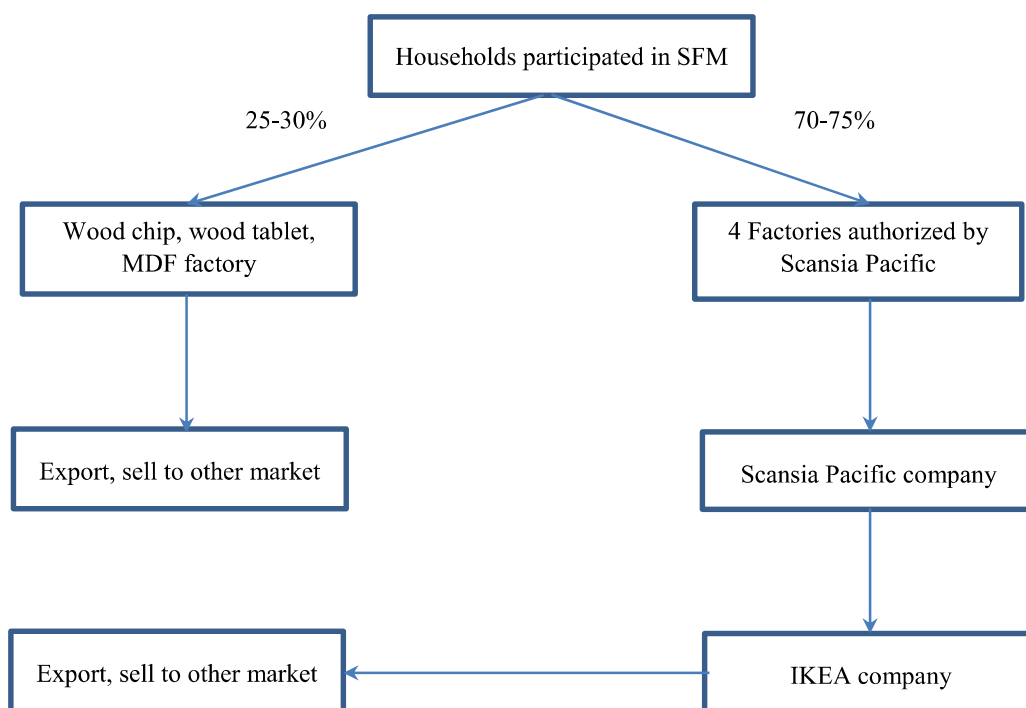 Households participated in SFM
25-30%
70-75%
Wood chip, wood tablet,
MDF factory
4 Factories authorized by
Scansia Pacific
Export, sell to other market
Scansia Pacific company
Export, sell to other market
IKEA company